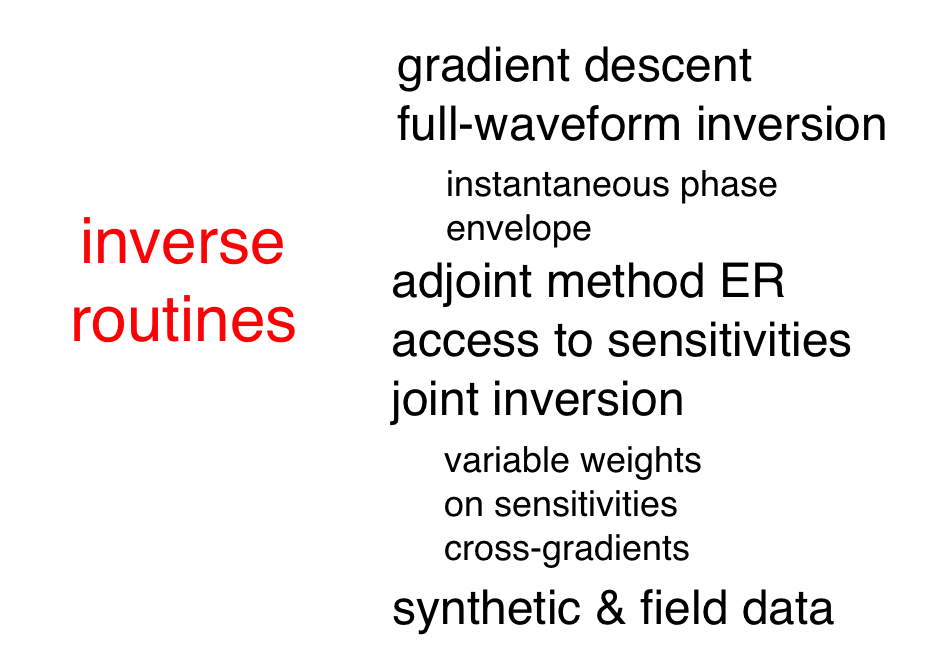 inverse
routines
gradient descent
full-waveform inversion
instantaneous phase
envelope
adjoint method ER
access to sensitivities
joint inversion
variable weights
on sensitivities
cross-gradients
synthetic & field data